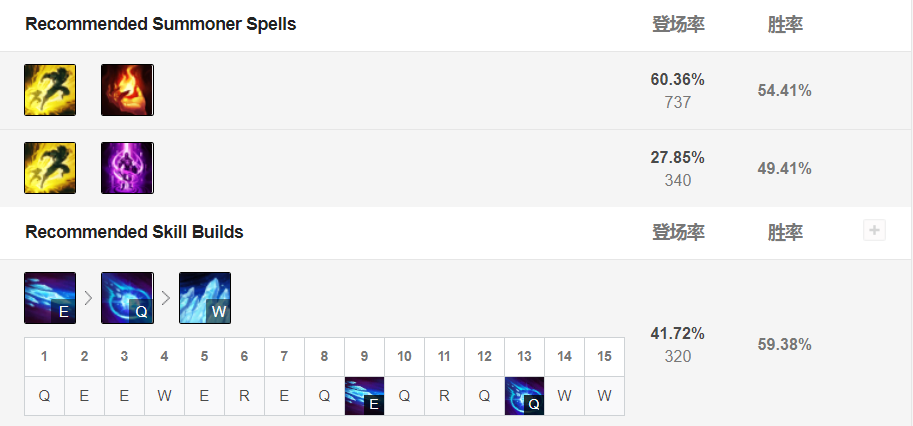 Recommended Summoner Spells 登场率 胜率
60.36%
737
54.41%
27.85%
340
49.41%
Recommended Skill Builds 登场率 胜率 +
E > Q > W
41.72%
320
59.38%
1 2 3 4 5 6 7 8 9 10 11 12 13 14 15
Q E E W E R E Q E Q R Q Q W W